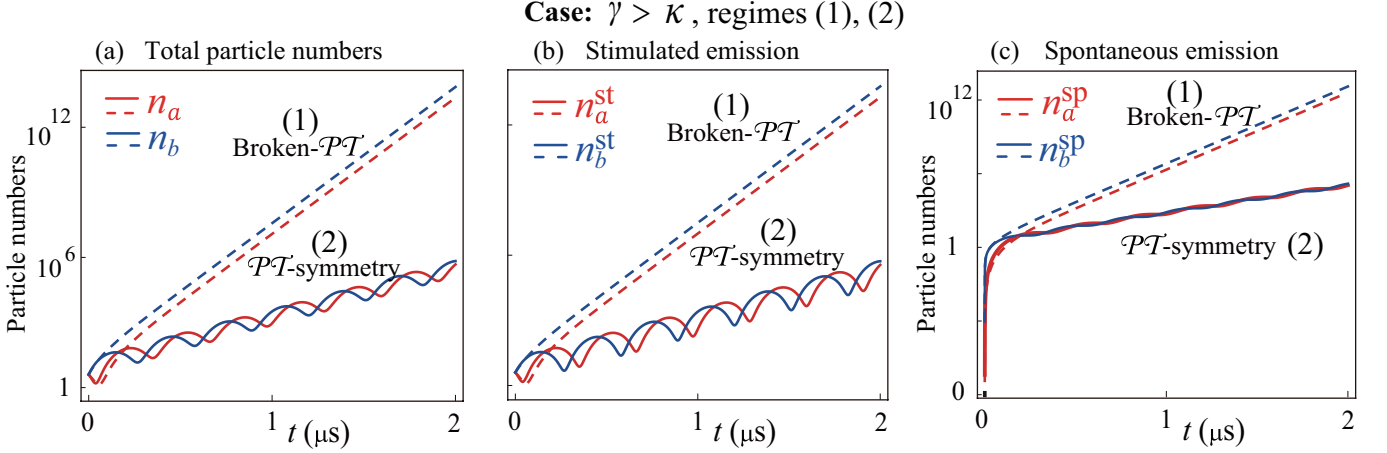 Case: γ > κ , regimes (1), (2)
(a) Total particle numbers
Particle numbers
10^12
10^6
1
n_a
n_b
(1)
Broken-𝒫𝒯
(2)
𝒫𝒯-symmetry
0
1
2
t (μs)
(b) Stimulated emission
n_a^st
n_b^st
(1)
Broken-𝒫𝒯
(2)
𝒫𝒯-symmetry
0
1
2
t (μs)
(c) Spontaneous emission
Particle numbers
10^12
1
0
n_a^sp
n_b^sp
(1)
Broken-𝒫𝒯
𝒫𝒯-symmetry (2)
0
1
2
t (μs)